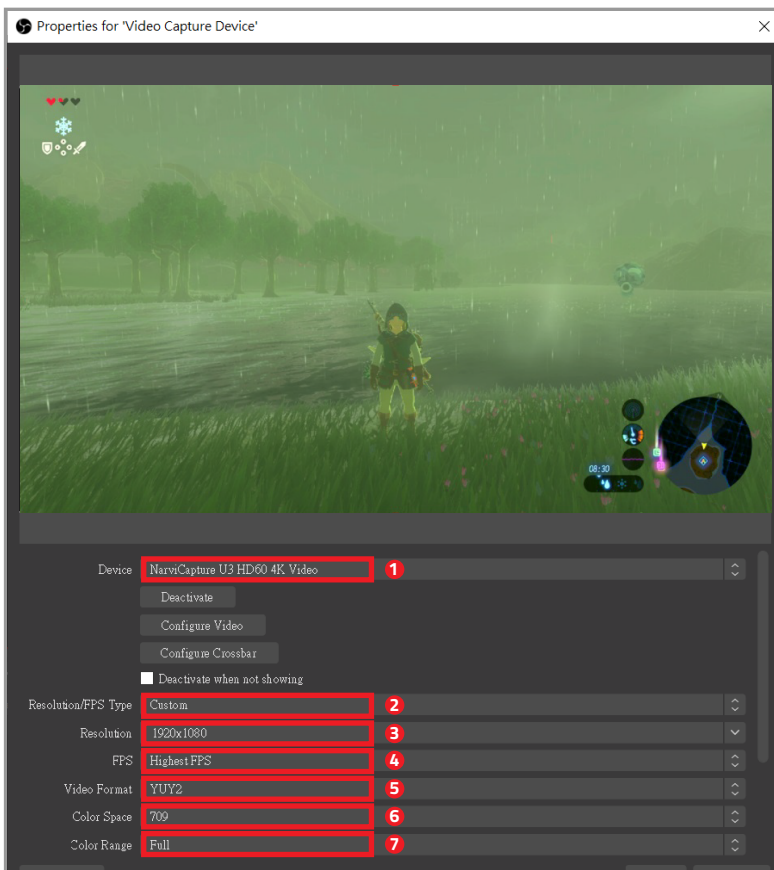 Properties for 'Video Capture Device'
08:30
Device NarviCapture U3 HD60 4K Video 1
Deactivate
Configure Video
Configure Crossbar
Deactivate when not showing
Resolution/FPS Type Custom 2
Resolution 1920x1080 3
FPS Highest FPS 4
Video Format YUY2 5
Color Space 709 6
Color Range Full 7